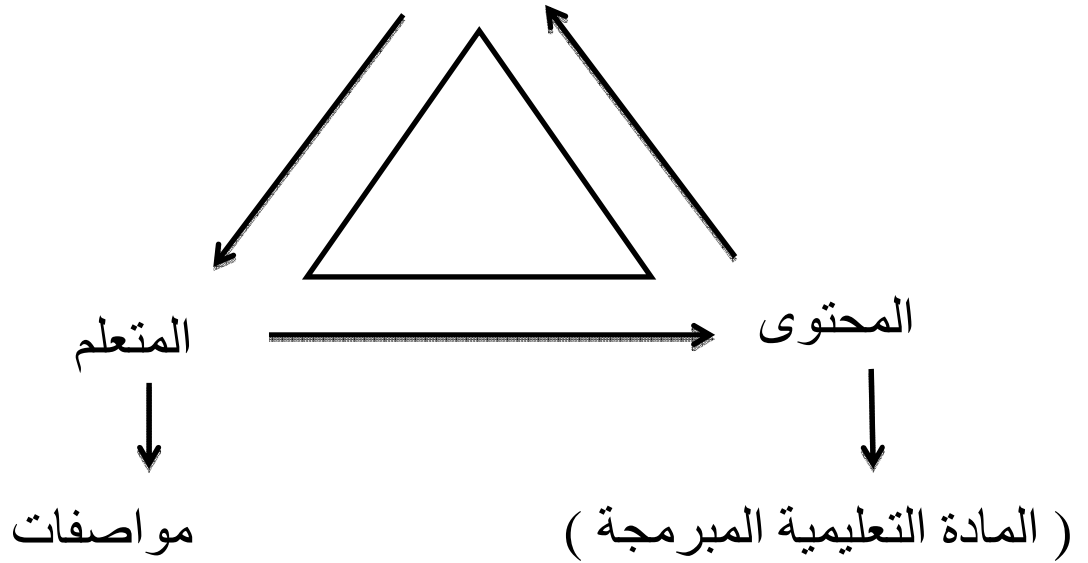 المحتوى
المتعلم
( المادة التعليمية المبرمجة )
مواصفات